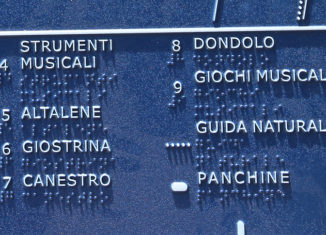 4 STRUMENTI
MUSICALI
5 ALTALENE
6 GIOSTRINA
7 CANESTRO
8 DONDOLO
9 GIOCHI MUSICAL
GUIDA NATURAL
PANCHINE